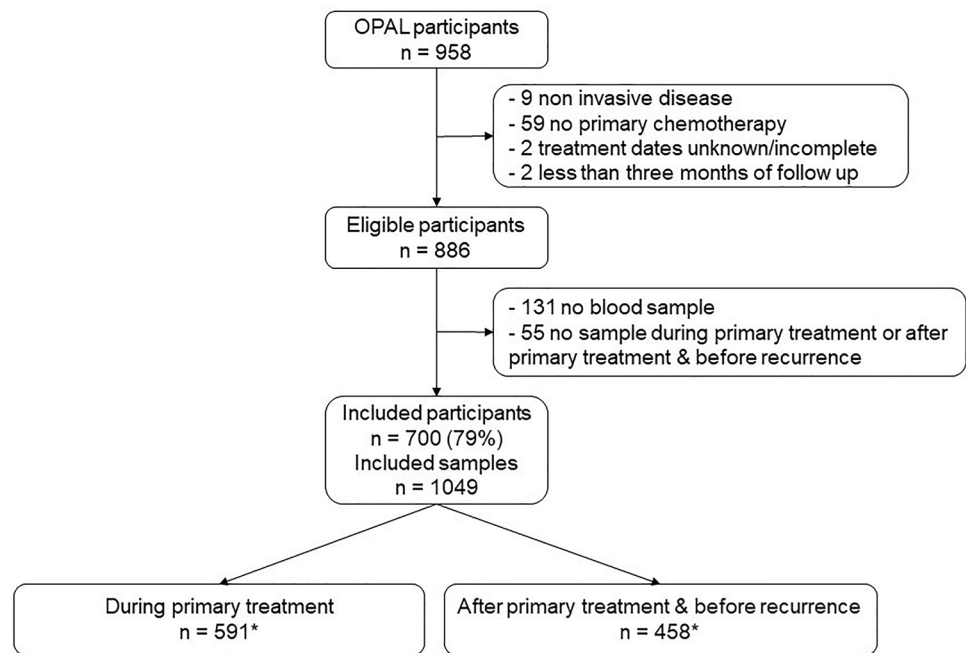 OPAL participants
n = 958
- 9 non invasive disease
- 59 no primary chemotherapy
- 2 treatment dates unknown/incomplete
- 2 less than three months of follow up
Eligible participants
n = 886
- 131 no blood sample
- 55 no sample during primary treatment or after
primary treatment & before recurrence
Included participants
n = 700 (79%)
Included samples
n = 1049
During primary treatment
n = 591*
After primary treatment & before recurrence
n = 458*